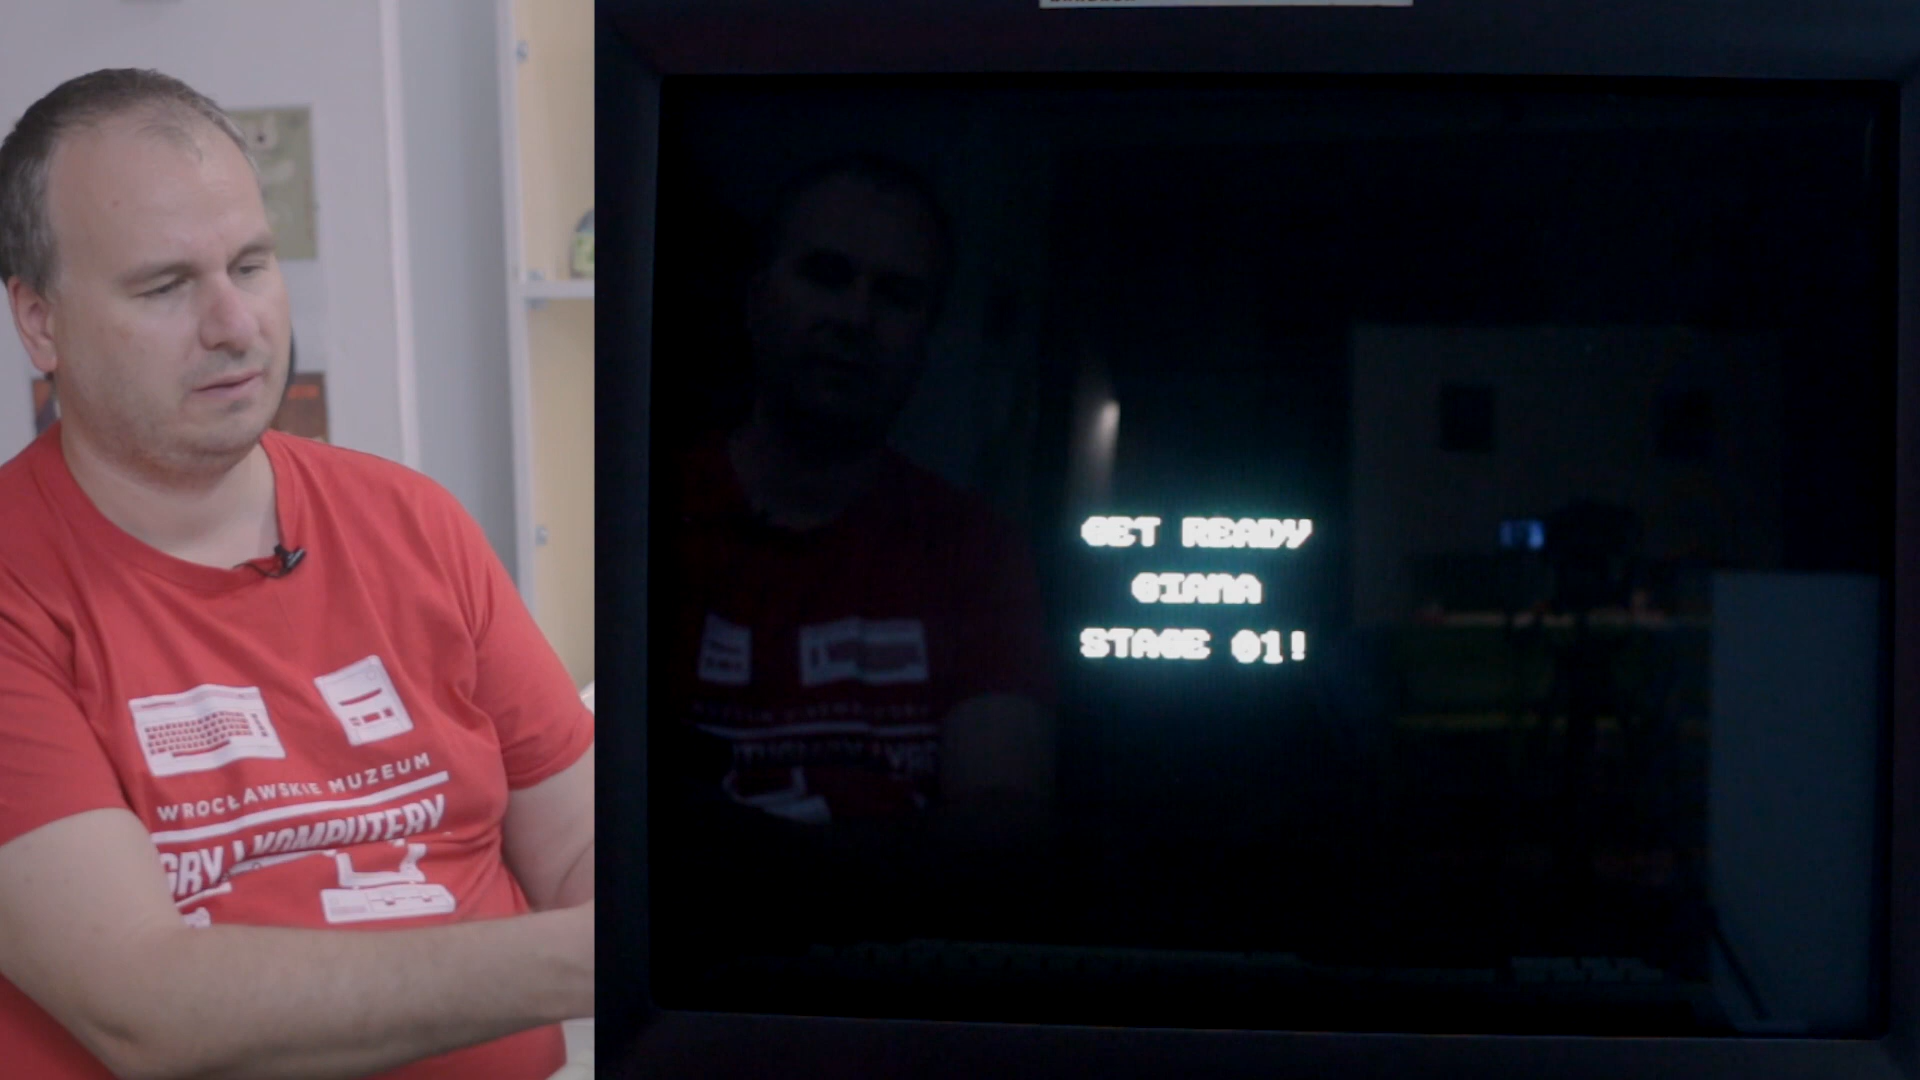 WROCŁAWSKIE MUZEUM
GRY I KOMPUTERY
GET READY
GIANA
STAGE 01!